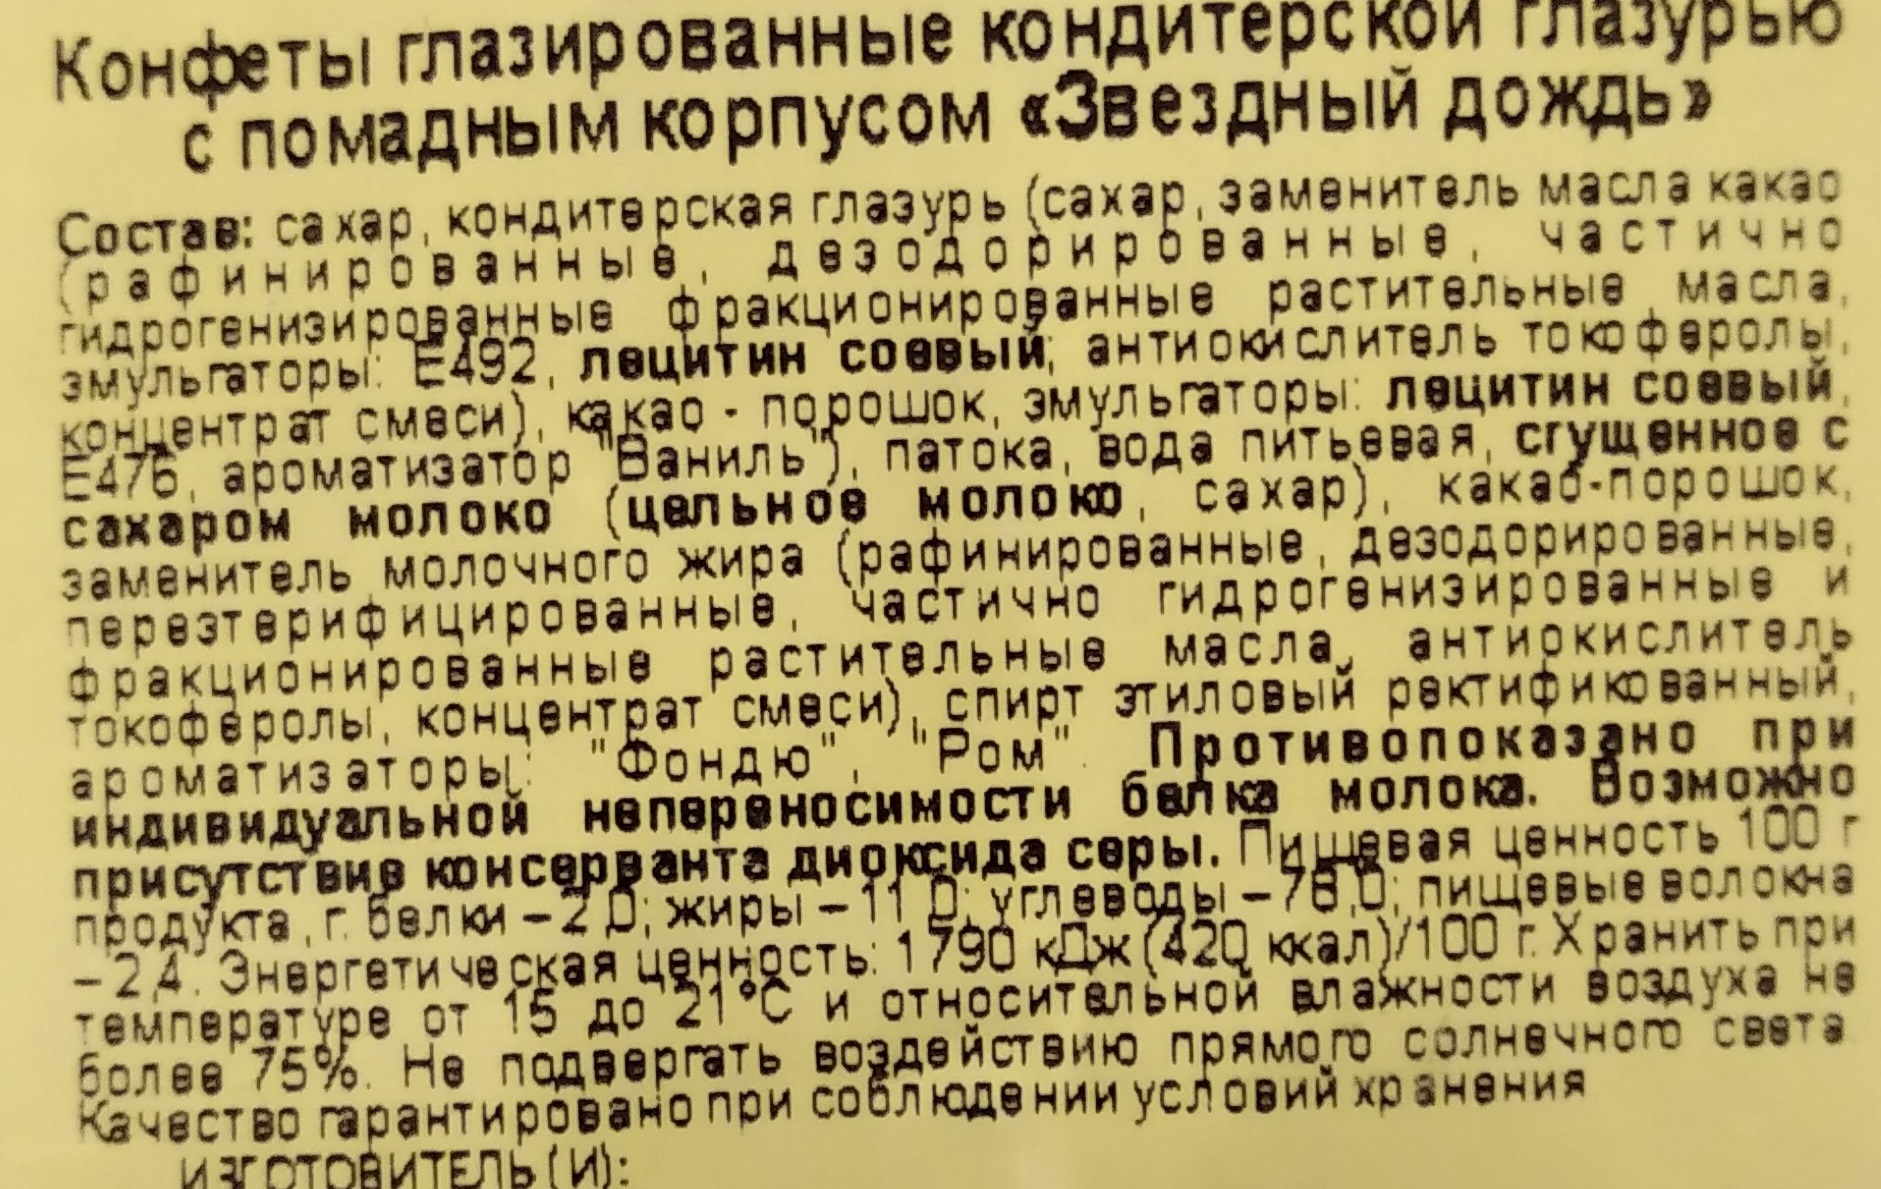 Конфеты глазированные кондитерской глазурью
с помадным корпусом «Звездный дождь»
Состав: сахар, кондитерская глазурь (сахар, заменитель масла какао
(рафинированные, дезодорированные, частично
гидрогенизированные фракционированные растительные масла,
эмульгаторы: Е492, лецитин соевый; антиокислитель токоферолы,
концентрат смеси), какао - порошок, эмульгаторы: лецитин соевый,
Е476, ароматизатор "Ваниль"), патока, вода питьевая, сгущенное с
сахаром молоко (цельное молоко, сахар), какао-порошок,
заменитель молочного жира (рафинированные, дезодорированные,
переэтерифицированные, частично гидрогенизированные и
фракционированные растительные масла, антиокислитель
токоферолы, концентрат смеси), спирт этиловый ректификованный,
ароматизаторы: "Фондю", "Ром". Противопоказано при
индивидуальной непереносимости белка молока. Возможно
присутствие консерванта диоксида серы. Пищевая ценность 100 г
продукта, г: белки – 2,0; жиры – 11,0; углеводы – 78,0; пищевые волокна
– 2,4. Энергетическая ценность: 1790 кДж (420 ккал)/100 г. Хранить при
температуре от 15 до 21°С и относительной влажности воздуха не
более 75%. Не подвергать воздействию прямого солнечного света.
Качество гарантировано при соблюдении условий хранения
ИЗГОТОВИТЕЛЬ(И):